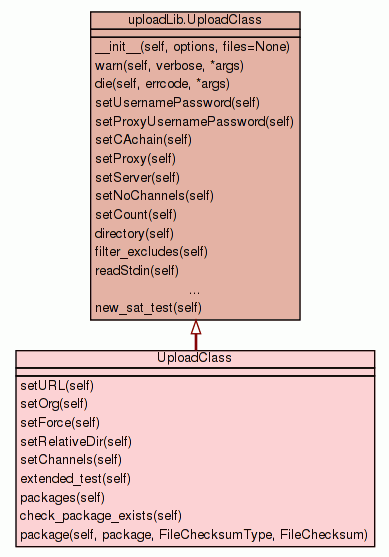 uploadLib.UploadClass
__init__(self, options, files=None)
warn(self, verbose, *args)
die(self, errcode, *args)
setUsernamePassword(self)
setProxyUsernamePassword(self)
setCAchain(self)
setProxy(self)
setServer(self)
setNoChannels(self)
setCount(self)
directory(self)
filter_excludes(self)
readStdin(self)
...
new_sat_test(self)
UploadClass
setURL(self)
setOrg(self)
setForce(self)
setRelativeDir(self)
setChannels(self)
extended_test(self)
packages(self)
check_package_exists(self)
package(self, package, FileChecksumType, FileChecksum)